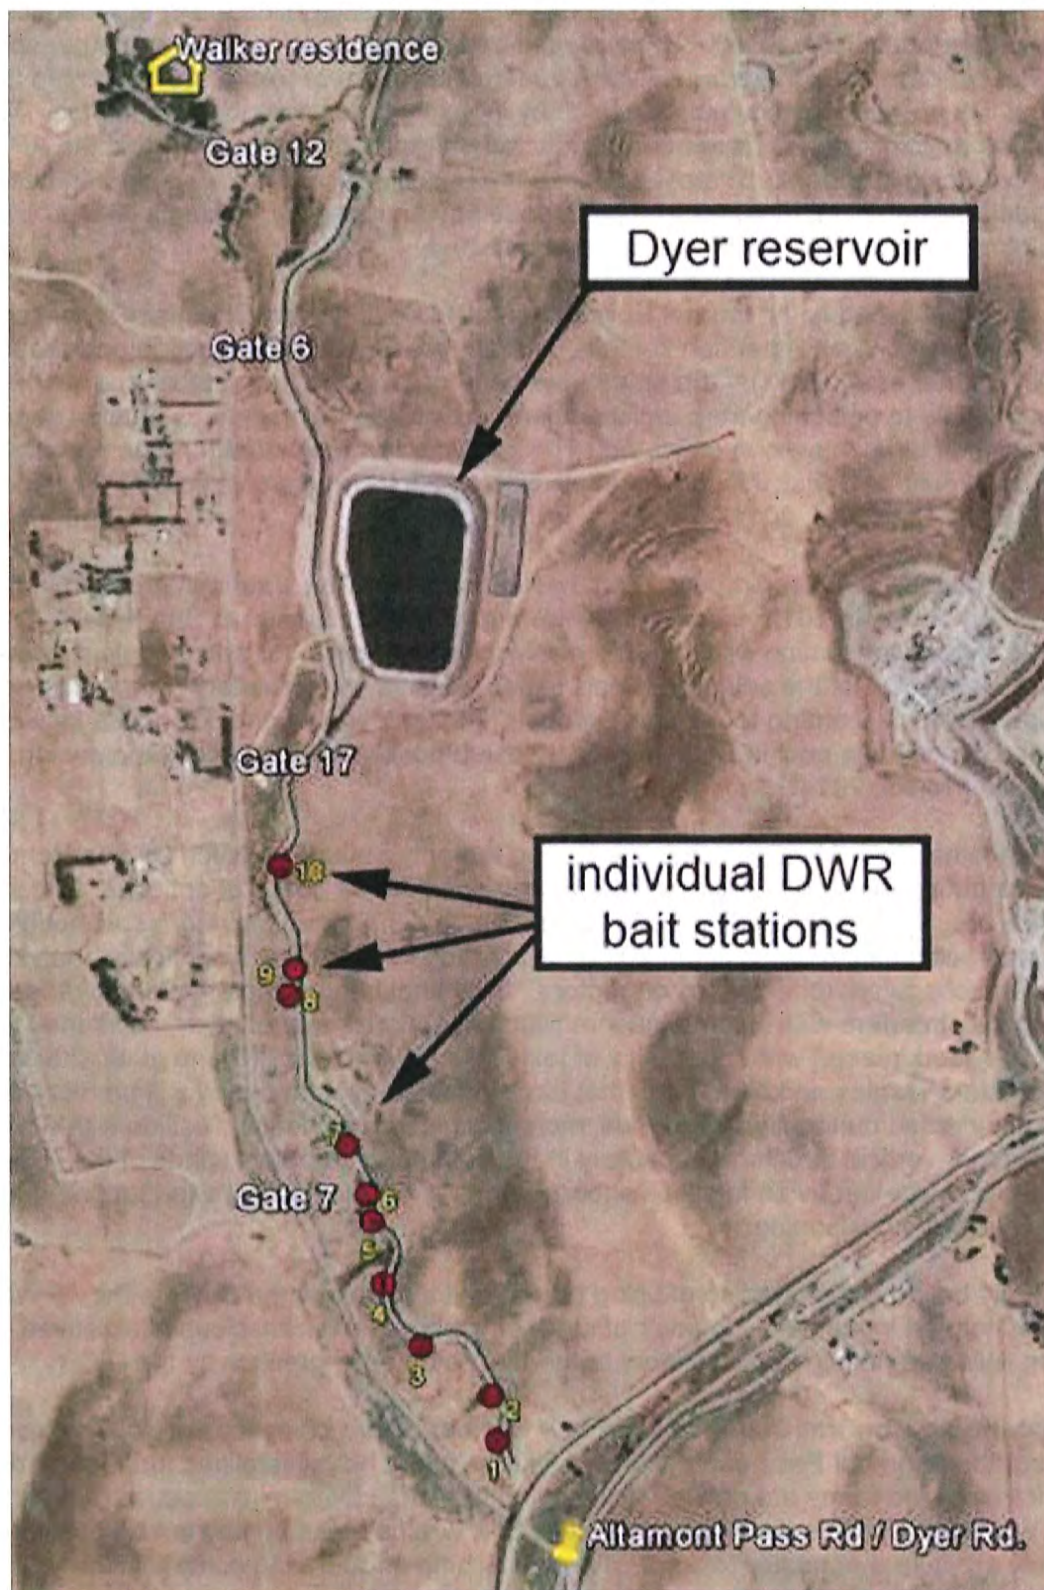 Walker residence
Gate 12
Dyer reservoir
Gate 6
Gate 17
individual DWR
bait stations
10
9
8
7
Gate 7
6
5
4
3
2
1
Altamont Pass Rd / Dyer Rd.